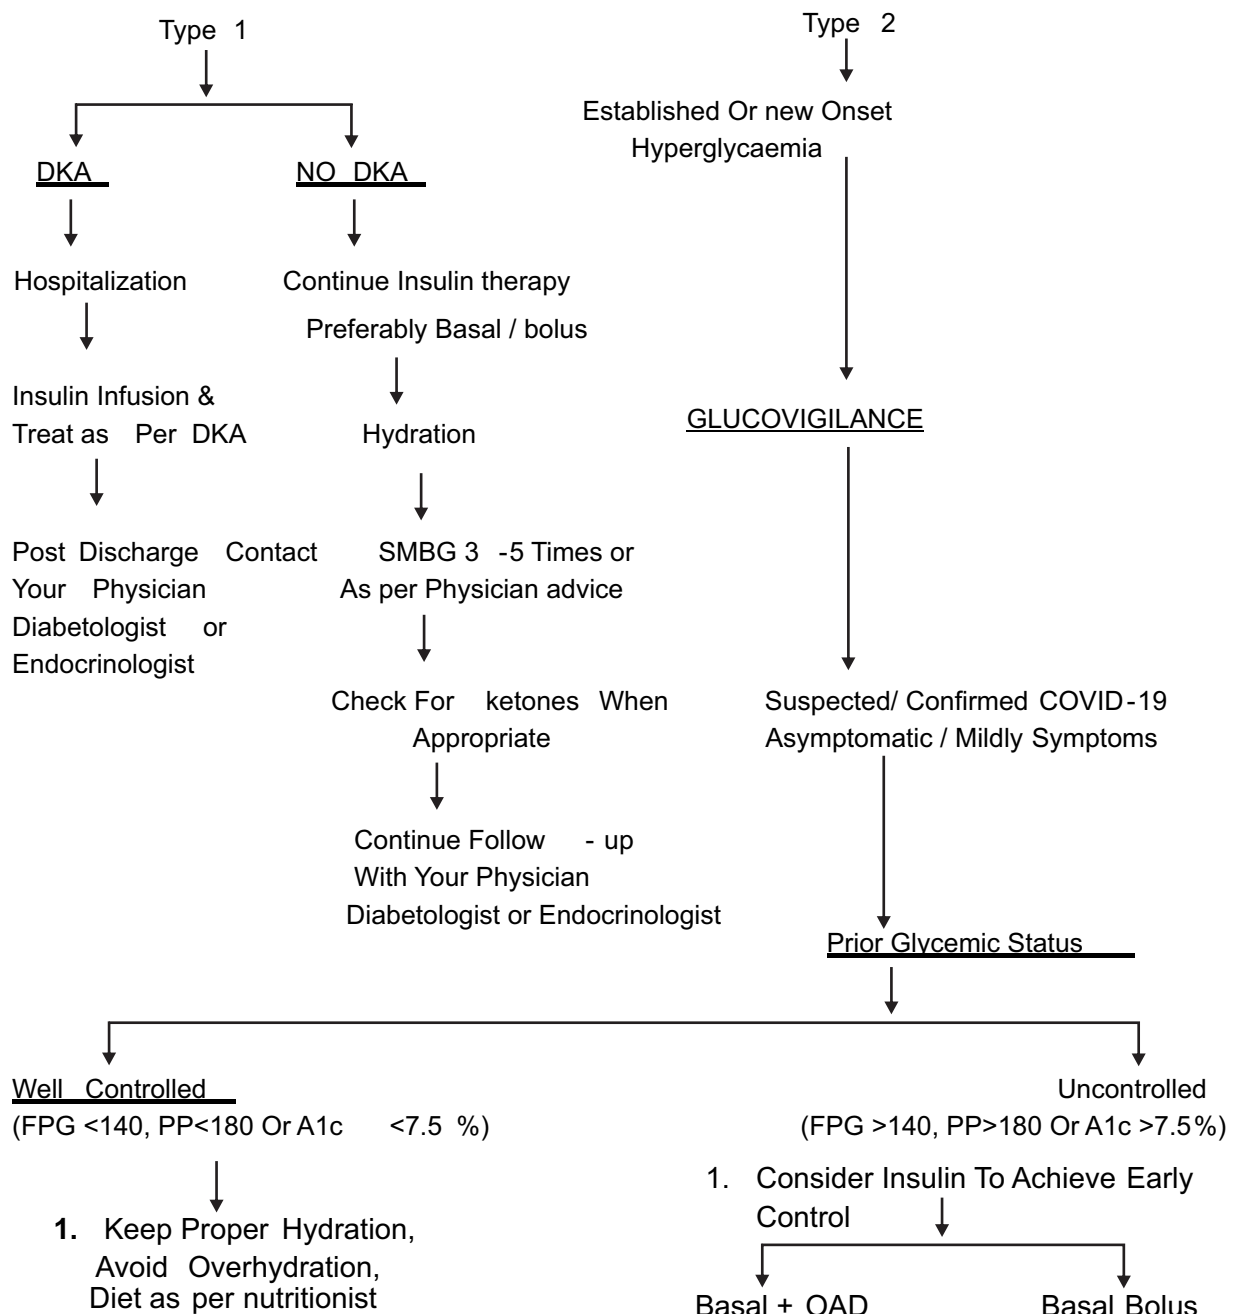 Type 1
DKA
NO DKA
Hospitalization
Continue Insulin therapy
Preferably Basal / bolus
Insulin Infusion &
Treat as Per DKA
Hydration
Post Discharge Contact
Your Physician
Diabetologist or
Endocrinologist
SMBG 3 -5 Times or
As per Physician advice
Check For ketones When
Appropriate
Continue Follow - up
With Your Physician
Diabetologist or Endocrinologist
Type 2
Established Or new Onset
Hyperglycaemia
GLUCOVIGILANCE
Suspected/ Confirmed COVID-19
Asymptomatic / Mildly Symptoms
Prior Glycemic Status
Well Controlled
(FPG <140, PP<180 Or A1c <7.5 %)
1. Keep Proper Hydration,
Avoid Overhydration,
Diet as per nutritionist
Uncontrolled
(FPG >140, PP>180 Or A1c >7.5%)
1. Consider Insulin To Achieve Early
Control
Basal + OAD
Basal Bolus